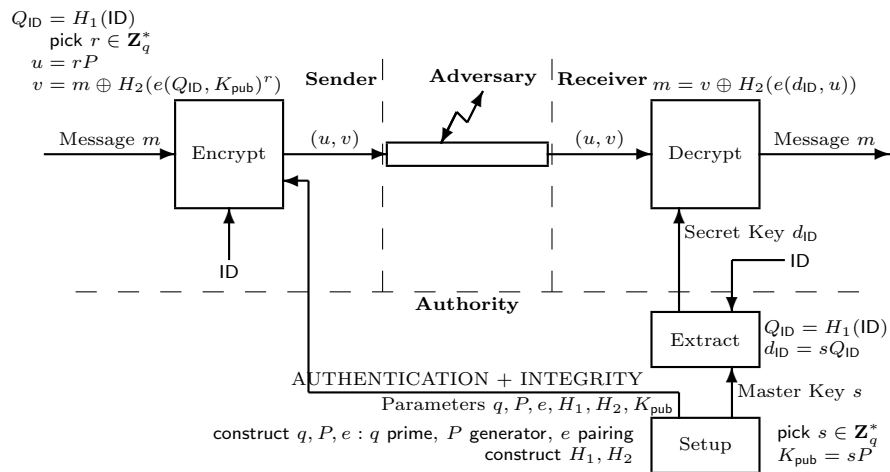 Q_ID = H_1(ID)
pick r ∈ Z*_q
u = rP
v = m ⊕ H_2(e(Q_ID, K_pub)^r)
Sender
Adversary
Receiver
m = v ⊕ H_2(e(d_ID, u))
Message m
Encrypt
(u, v)
(u, v)
Decrypt
Message m
ID
Secret Key d_ID
ID
Authority
Extract
Q_ID = H_1(ID)
d_ID = sQ_ID
AUTHENTICATION + INTEGRITY
Master Key s
Parameters q, P, e, H_1, H_2, K_pub
construct q, P, e : q prime, P generator, e pairing
construct H_1, H_2
Setup
pick s ∈ Z*_q
K_pub = sP